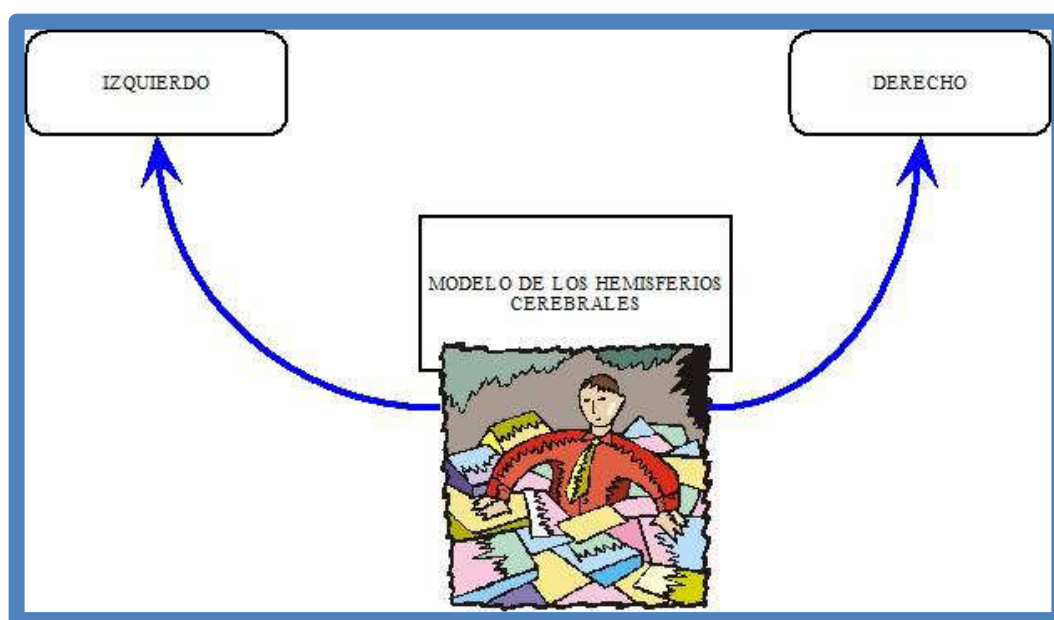 IZQUIERDO
DERECHO
MODELO DE LOS HEMISFERIOS
CEREBRALES